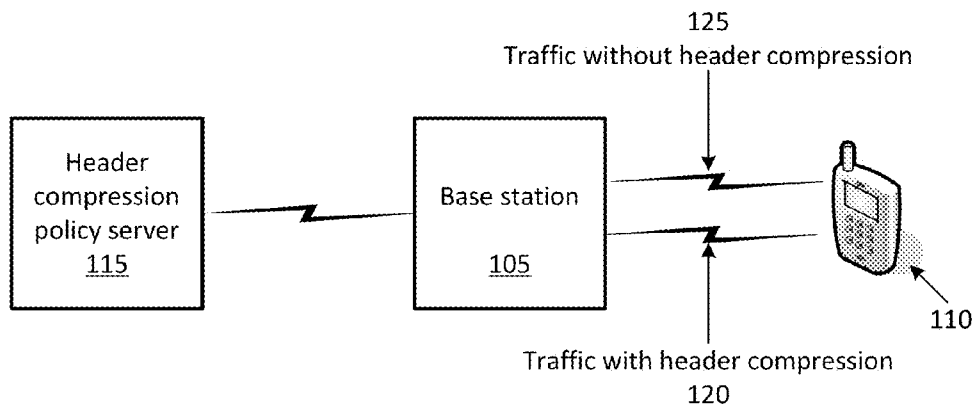 125
Traffic without header compression
Header
compression
policy server
115
Base station
105
110
Traffic with header compression
120